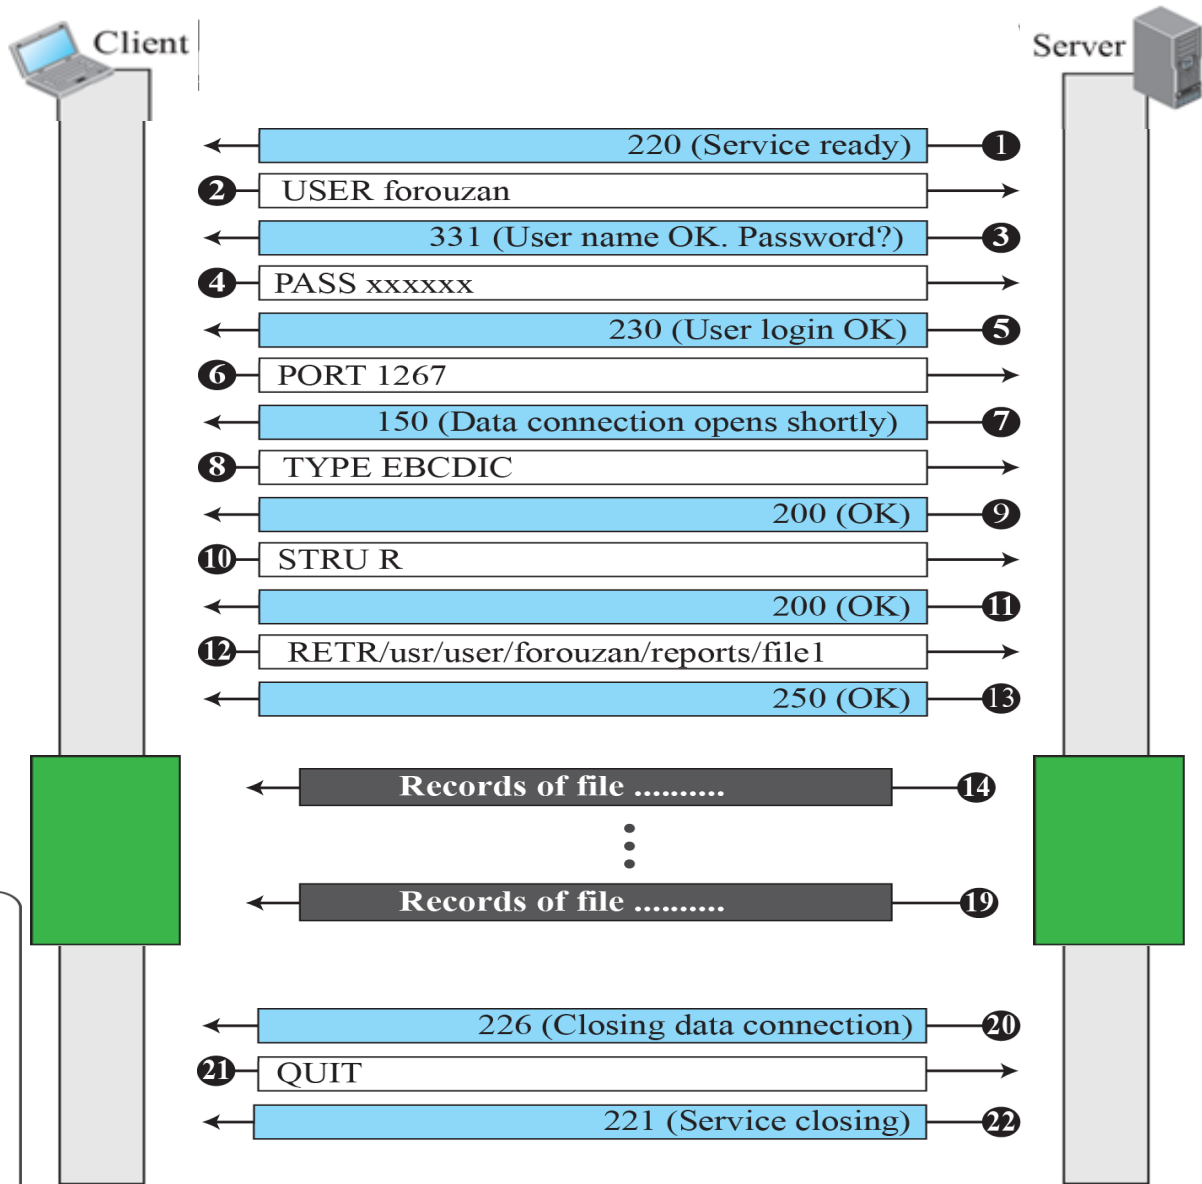 Client
Server
220 (Service ready) 1
2 USER forouzan
331 (User name OK. Password?) 3
4 PASS xxxxxx
230 (User login OK) 5
6 PORT 1267
150 (Data connection opens shortly) 7
8 TYPE EBCDIC
200 (OK) 9
10 STRU R
200 (OK) 11
12 RETR/usr/user/forouzan/reports/file1
250 (OK) 13
Records of file .......... 14
Records of file .......... 19
226 (Closing data connection) 20
21 QUIT
221 (Service closing) 22